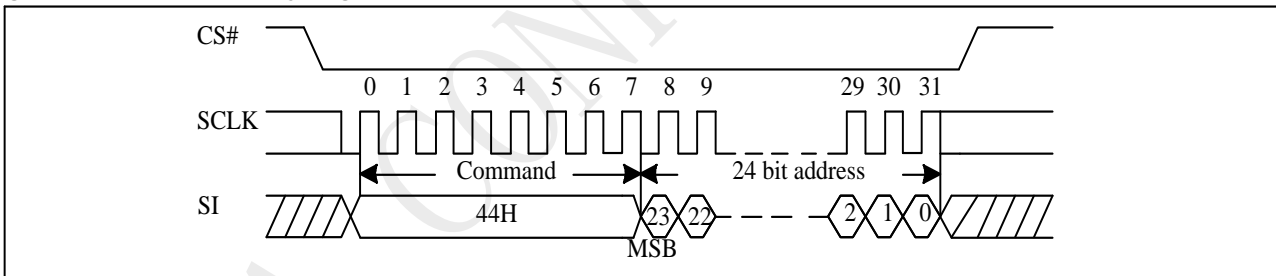 CS#
0 1 2 3 4 5 6 7 8 9 29 30 31
SCLK
Command 24 bit address
SI 44H 23 22 2 1 0
MSB